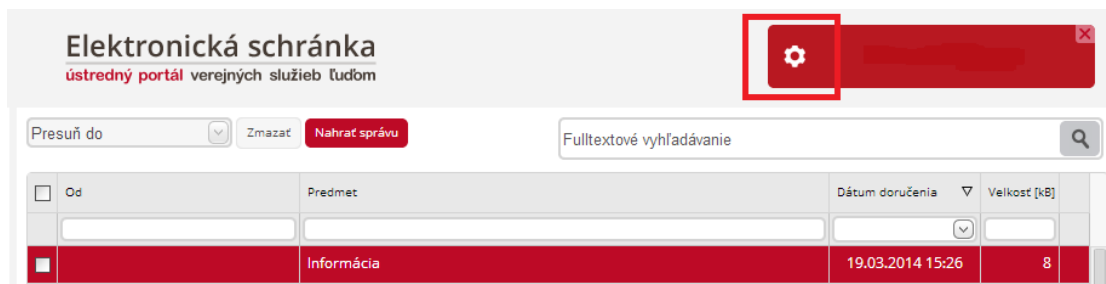 Elektronická schránka
ústredný portál verejných služieb ľuďom
Presuň do
Zmazať
Nahrať správu
Fulltextové vyhľadávanie
Od
Predmet
Dátum doručenia
Velkosť [kB]
Informácia
19.03.2014 15:26
8